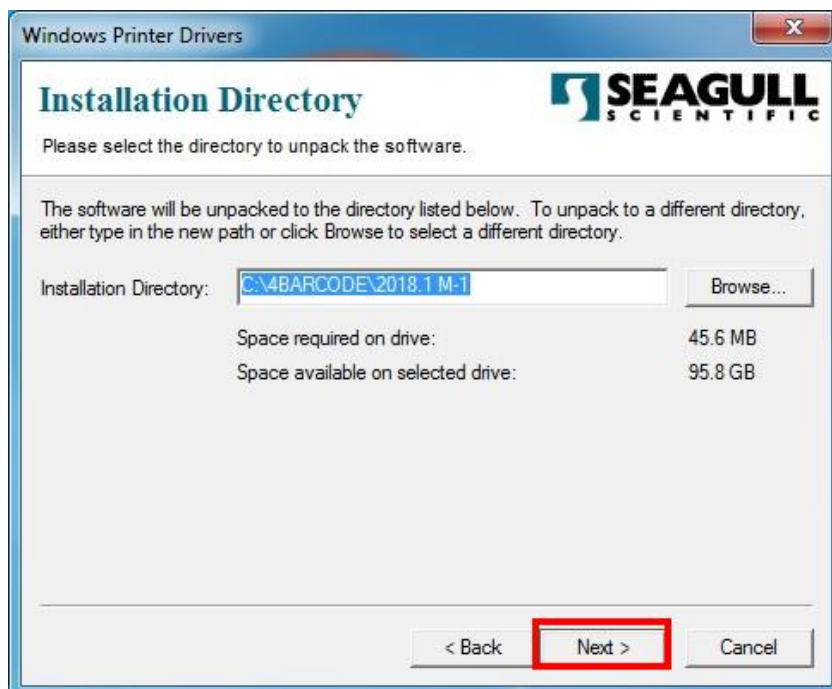 Windows Printer Drivers
Installation Directory
SEAGULL
SCIENTIFIC
Please select the directory to unpack the software.
The software will be unpacked to the directory listed below. To unpack to a different directory,
either type in the new path or click Browse to select a different directory.
Installation Directory: C:\4BARCODE\2018.1 M-1 Browse...
Space required on drive: 45.6 MB
Space available on selected drive: 95.8 GB
< Back Next > Cancel